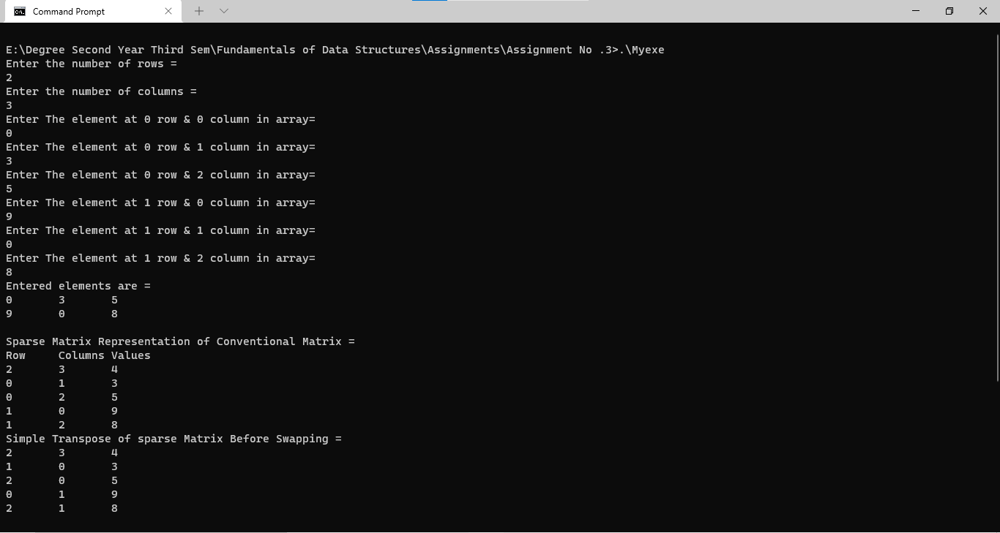 Command Prompt
E:\Degree Second Year Third Sem\Fundamentals of Data Structures\Assignments\Assignment No .3>.\Myexe
Enter the number of rows =
2
Enter the number of columns =
3
Enter The element at 0 row & 0 column in array=
0
Enter The element at 0 row & 1 column in array=
3
Enter The element at 0 row & 2 column in array=
5
Enter The element at 1 row & 0 column in array=
9
Enter The element at 1 row & 1 column in array=
0
Enter The element at 1 row & 2 column in array=
8
Entered elements are =
0 3 5
9 0 8
Sparse Matrix Representation of Conventional Matrix =
Row Columns Values
2 3 4
0 1 3
0 2 5
1 0 9
1 2 8
Simple Transpose of sparse Matrix Before Swapping =
2 3 4
1 0 3
2 0 5
0 1 9
2 1 8